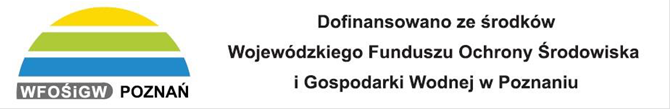 WFOŚiGW POZNAŃ
Dofinansowano ze środków
Wojewódzkiego Funduszu Ochrony Środowiska
i Gospodarki Wodnej w Poznaniu